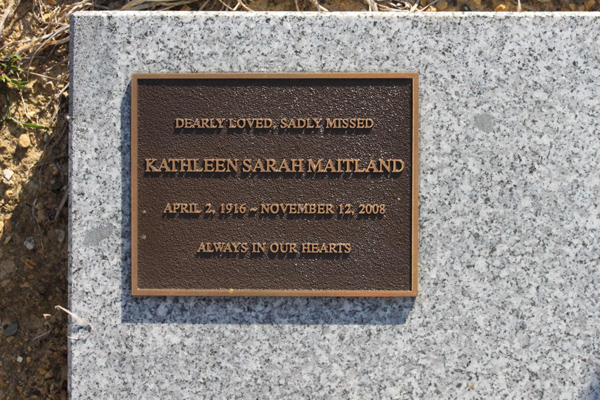 DEARLY LOVED, SADLY MISSED
KATHLEEN SARAH MAITLAND
APRIL 2, 1916 ~ NOVEMBER 12, 2008
ALWAYS IN OUR HEARTS